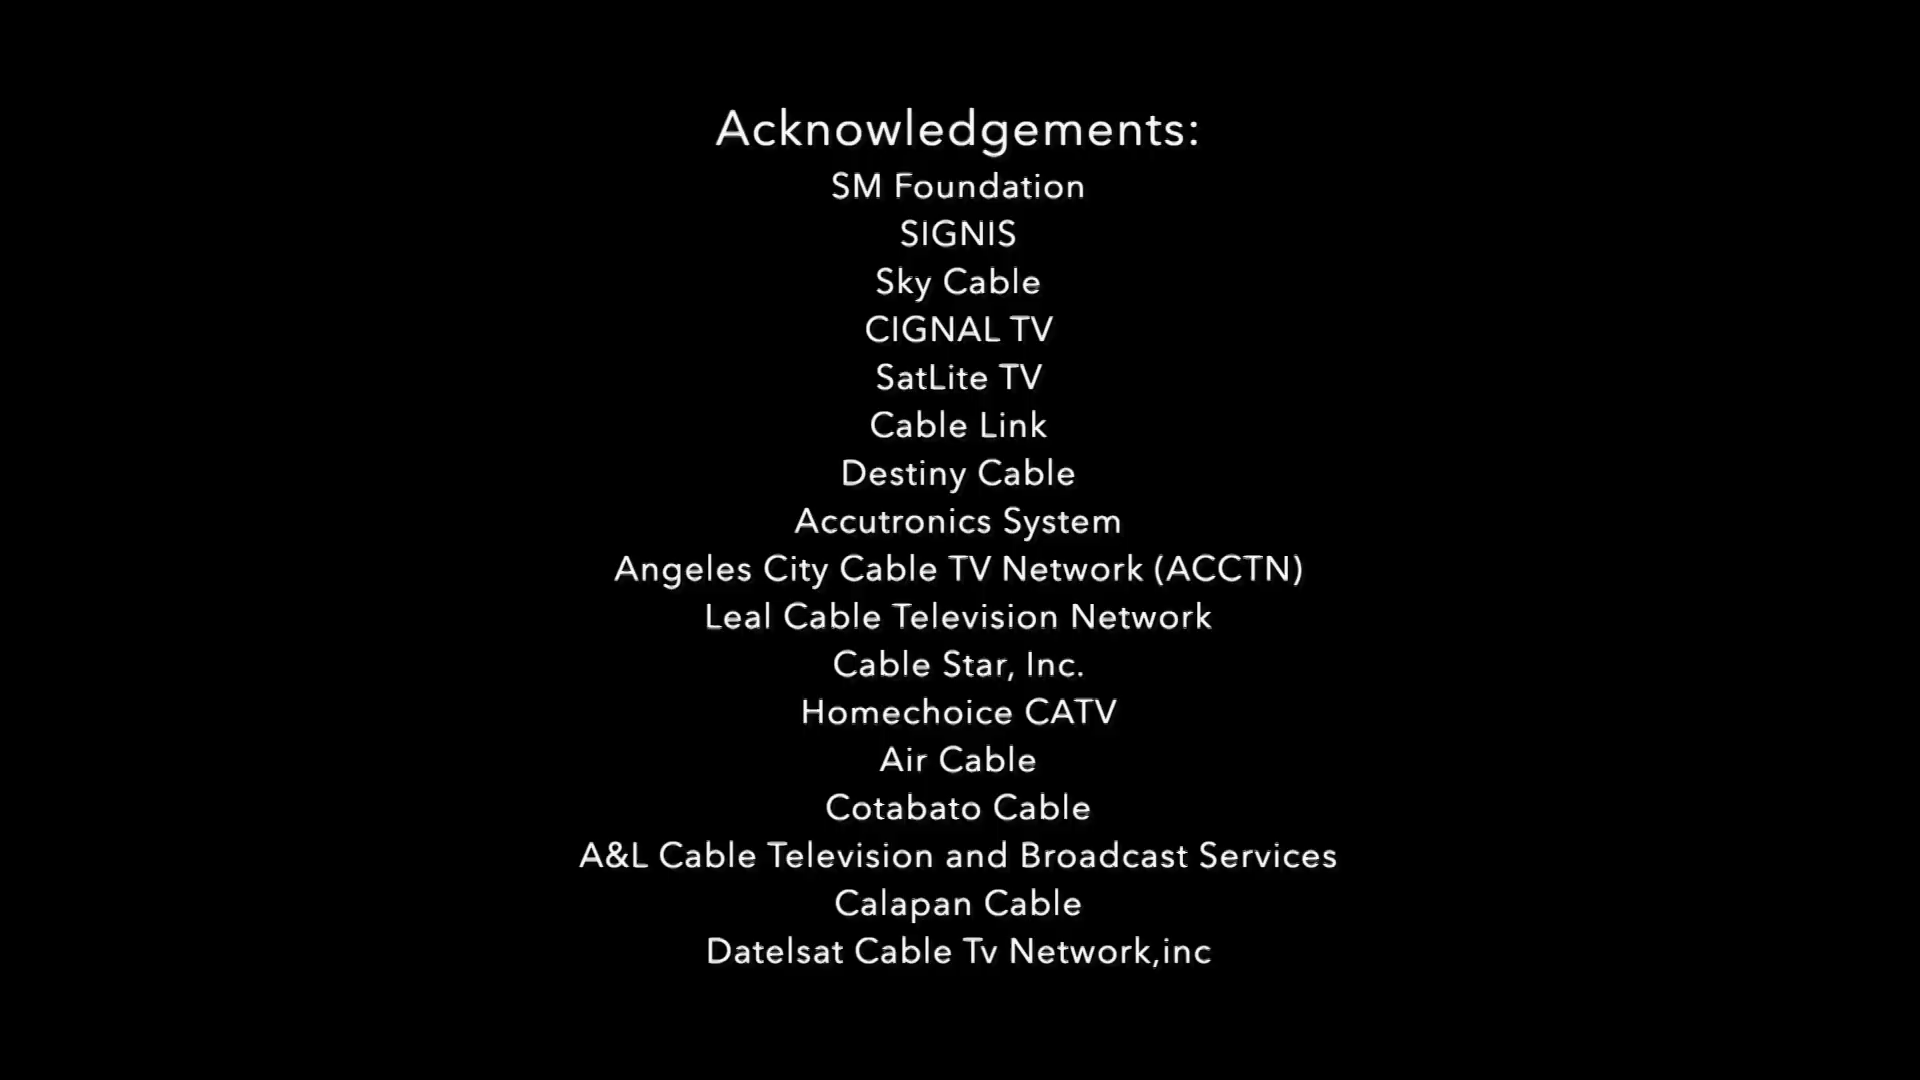 Acknowledgements:
SM Foundation
SIGNIS
Sky Cable
CIGNAL TV
SatLite TV
Cable Link
Destiny Cable
Accutronics System
Angeles City Cable TV Network (ACCTN)
Leal Cable Television Network
Cable Star, Inc.
Homechoice CATV
Air Cable
Cotabato Cable
A&L Cable Television and Broadcast Services
Calapan Cable
Datelsat Cable Tv Network,inc